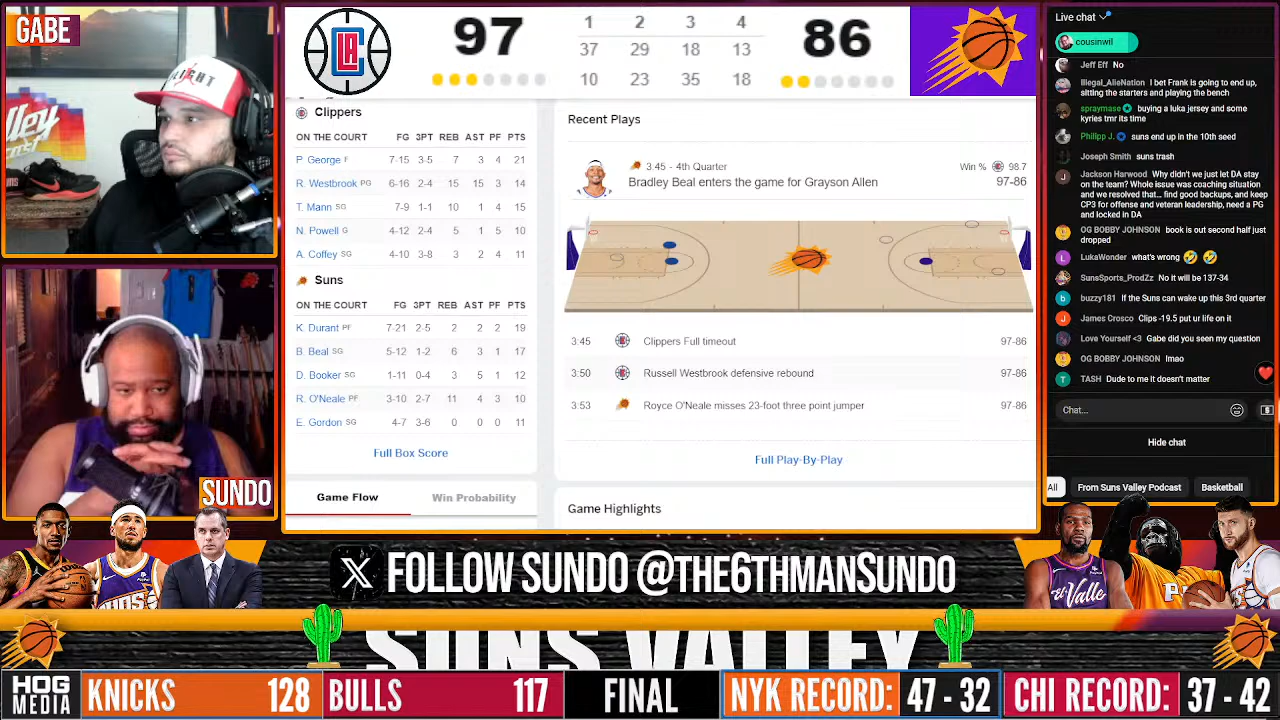 GABE
97
1 2 3 4
37 29 18 13
10 23 35 18
86
LA
Clippers
ON THE COURT FG 3PT REB AST PF PTS
P. George F 7-15 3-5 7 3 4 21
R. Westbrook PG 6-16 2-4 15 15 3 14
T. Mann SG 7-9 1-1 10 1 4 15
N. Powell G 4-12 2-4 5 1 5 10
A. Coffey SG 4-10 3-8 3 2 4 11
Suns
ON THE COURT FG 3PT REB AST PF PTS
K. Durant PF 7-21 2-5 2 2 2 19
B. Beal SG 5-12 1-2 6 3 1 17
D. Booker SG 1-11 0-4 3 5 1 12
R. O'Neale PF 3-10 2-7 11 4 3 10
E. Gordon SG 4-7 3-6 0 0 0 11
Full Box Score
Game Flow Win Probability
Recent Plays
3:45 - 4th Quarter
Bradley Beal enters the game for Grayson Allen
Win % 98.7
97-86
3:45 Clippers Full timeout 97-86
3:50 Russell Westbrook defensive rebound 97-86
3:53 Royce O'Neale misses 23-foot three point jumper 97-86
Full Play-By-Play
Game Highlights
Live chat
cousinwil
Jeff Eff No
Illegal_AlieNation I bet Frank is going to end up,
sitting the starters and playing the bench
spraymase buying a luka jersey and some
kyries tmr its time
Philipp J. suns end up in the 10th seed
Joseph Smith suns trash
Jackson Harwood Why didn't we just let DA stay
on the team? Whole issue was coaching situation
and we resolved that... find good backups, and keep
CP3 for offense and veteran leadership, need a PG
and locked in DA
OG BOBBY JOHNSON book is out second half just
dropped
LukaWonder what's wrong 🤣 🤣
SunsSports_ProdZs No it will be 137-34
buzzy181 If the Suns can wake up this 3rd quarter
James Crosco Clips -19.5 put ur life on it
Love Yourself <3 Gabe did you seen my question
OG BOBBY JOHNSON lmao
TASH Dude to me it doesn't matter
Chat...
Hide chat
All From Suns Valley Podcast Basketball
SUNDO
FOLLOW SUNDO @THE6THMANSUNDO
SUNS VALLEY
HOG
MEDIA
KNICKS 128 BULLS 117 FINAL NYK RECORD: 47 - 32 CHI RECORD: 37 - 42